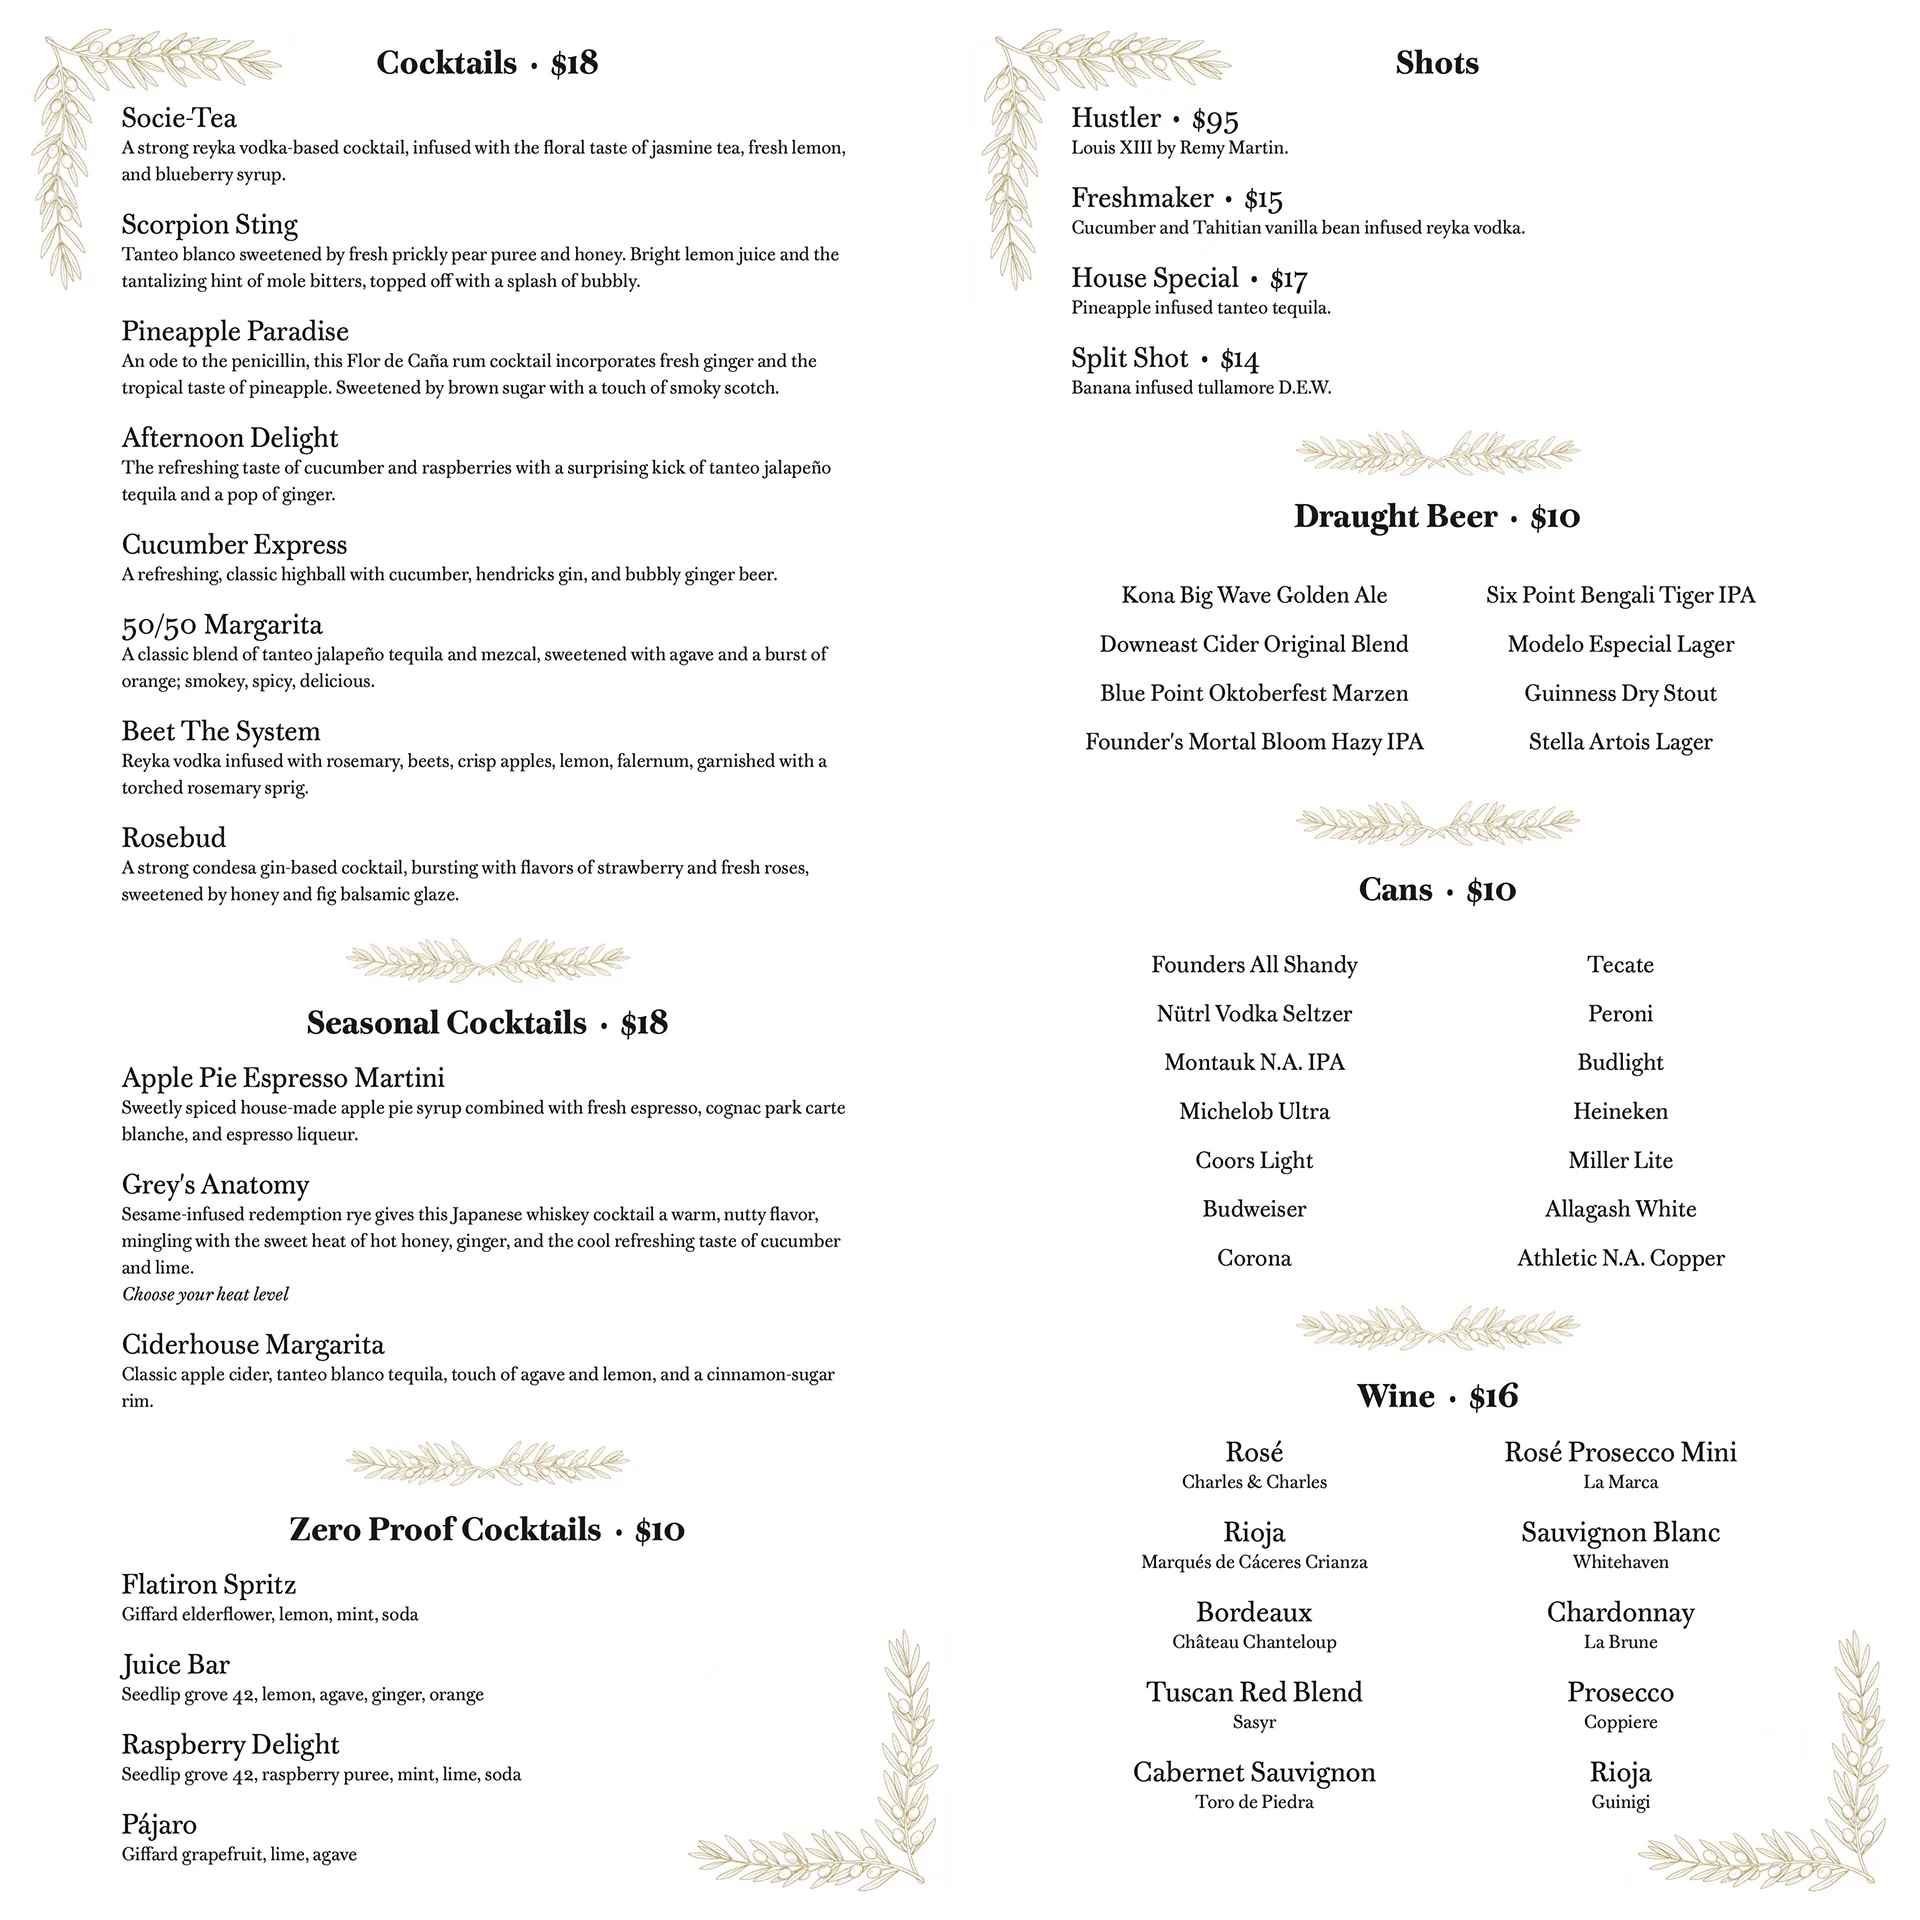 Cocktails • $18
Socie-Tea
A strong reyka vodka-based cocktail, infused with the floral taste of jasmine tea, fresh lemon,
and blueberry syrup.
Scorpion Sting
Tanteo blanco sweetened by fresh prickly pear puree and honey. Bright lemon juice and the
tantalizing hint of mole bitters, topped off with a splash of bubbly.
Pineapple Paradise
An ode to the penicillin, this Flor de Caña rum cocktail incorporates fresh ginger and the
tropical taste of pineapple. Sweetened by brown sugar with a touch of smoky scotch.
Afternoon Delight
The refreshing taste of cucumber and raspberries with a surprising kick of tanteo jalapeño
tequila and a pop of ginger.
Cucumber Express
A refreshing, classic highball with cucumber, hendricks gin, and bubbly ginger beer.
50/50 Margarita
A classic blend of tanteo jalapeño tequila and mezcal, sweetened with agave and a burst of
orange; smokey, spicy, delicious.
Beet The System
Reyka vodka infused with rosemary, beets, crisp apples, lemon, falernum, garnished with a
torched rosemary sprig.
Rosebud
A strong condesa gin-based cocktail, bursting with flavors of strawberry and fresh roses,
sweetened by honey and fig balsamic glaze.
Seasonal Cocktails • $18
Apple Pie Espresso Martini
Sweetly spiced house-made apple pie syrup combined with fresh espresso, cognac park carte
blanche, and espresso liqueur.
Grey's Anatomy
Sesame-infused redemption rye gives this Japanese whiskey cocktail a warm, nutty flavor,
mingling with the sweet heat of hot honey, ginger, and the cool refreshing taste of cucumber
and lime.
Choose your heat level
Ciderhouse Margarita
Classic apple cider, tanteo blanco tequila, touch of agave and lemon, and a cinnamon-sugar
rim.
Zero Proof Cocktails • $10
Flatiron Spritz
Giffard elderflower, lemon, mint, soda
Juice Bar
Seedlip grove 42, lemon, agave, ginger, orange
Raspberry Delight
Seedlip grove 42, raspberry puree, mint, lime, soda
Pájaro
Giffard grapefruit, lime, agave
Shots
Hustler • $95
Louis XIII by Remy Martin.
Freshmaker • $15
Cucumber and Tahitian vanilla bean infused reyka vodka.
House Special • $17
Pineapple infused tanteo tequila.
Split Shot • $14
Banana infused tullamore D.E.W.
Draught Beer • $10
Kona Big Wave Golden Ale
Downeast Cider Original Blend
Blue Point Oktoberfest Marzen
Founder's Mortal Bloom Hazy IPA
Six Point Bengali Tiger IPA
Modelo Especial Lager
Guinness Dry Stout
Stella Artois Lager
Cans • $10
Founders All Shandy
Nütrl Vodka Seltzer
Montauk N.A. IPA
Michelob Ultra
Coors Light
Budweiser
Corona
Tecate
Peroni
Budlight
Heineken
Miller Lite
Allagash White
Athletic N.A. Copper
Wine • $16
Rosé
Charles & Charles
Rioja
Marqués de Cáceres Crianza
Bordeaux
Château Chanteloup
Tuscan Red Blend
Sasyr
Cabernet Sauvignon
Toro de Piedra
Rosé Prosecco Mini
La Marca
Sauvignon Blanc
Whitehaven
Chardonnay
La Brune
Prosecco
Coppiere
Rioja
Guinigi